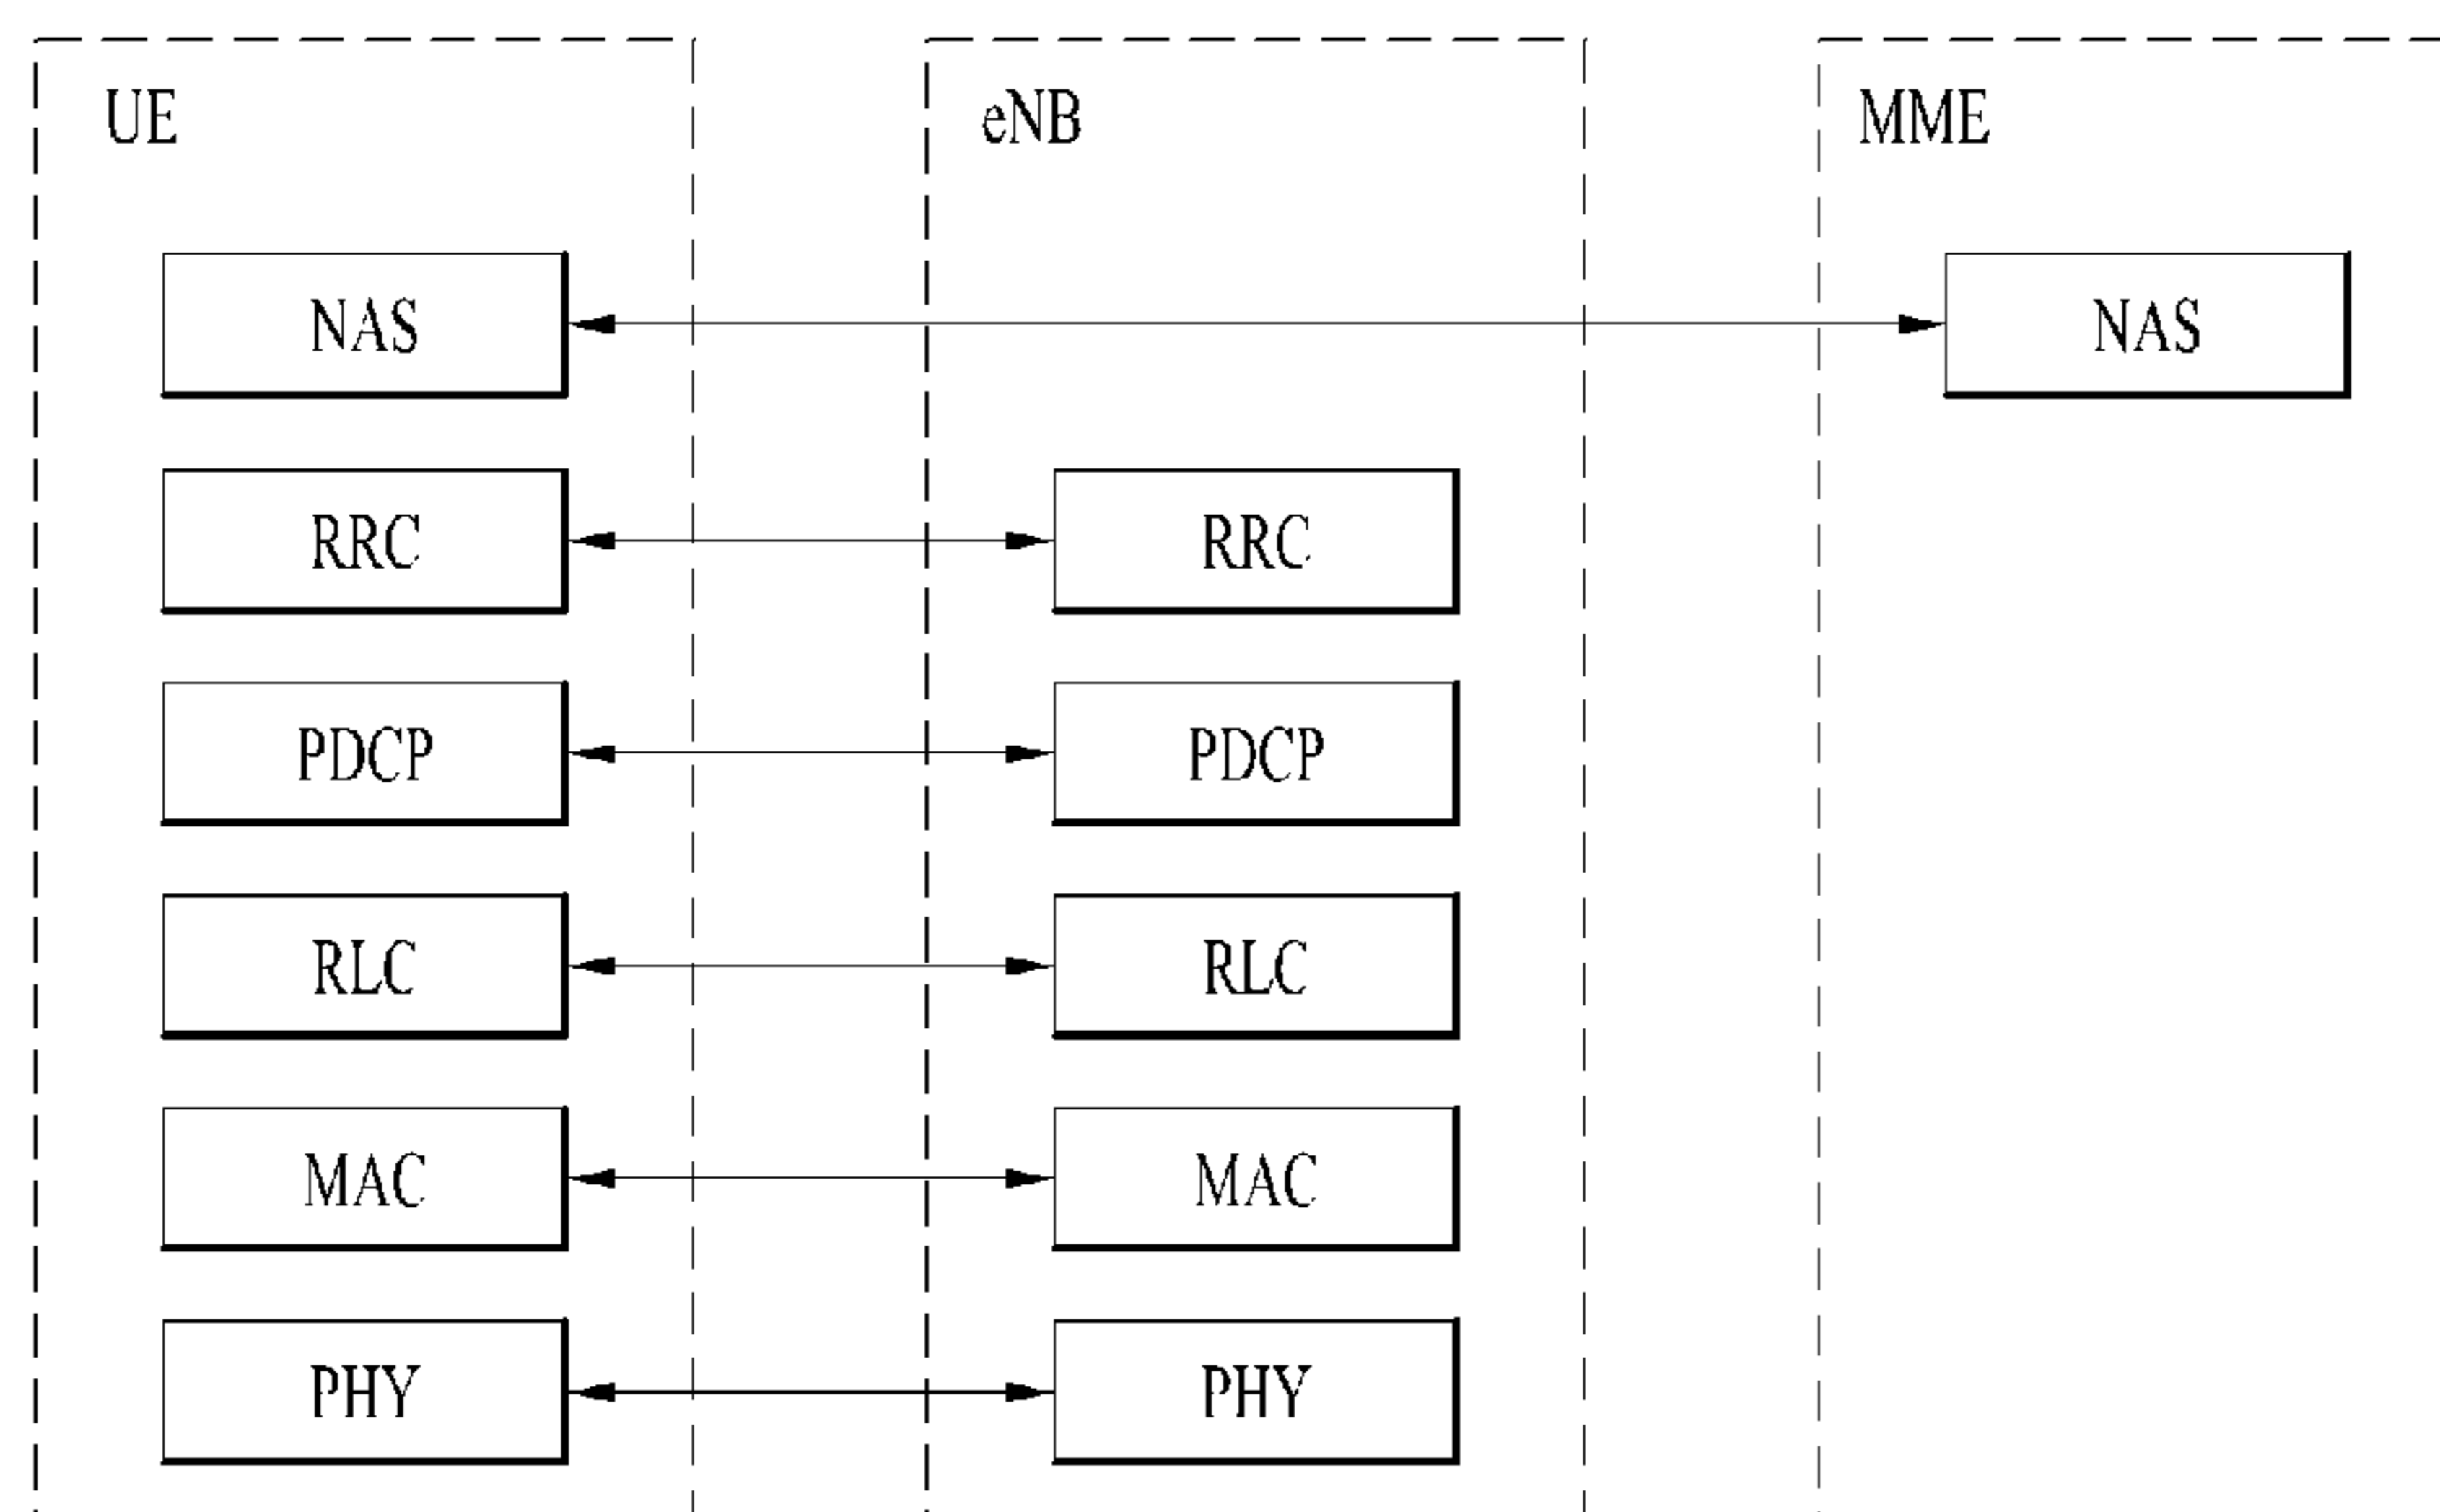 UE eNB MME
NAS NAS
RRC RRC
PDCP PDCP
RLC RLC
MAC MAC
PHY PHY